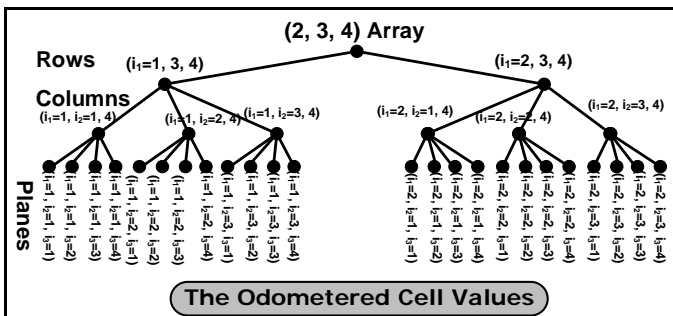 (2, 3, 4) Array
Rows
(i₁=1, 3, 4)
(i₁=2, 3, 4)
Columns
(i₁=1, i₂=1, 4)
(i₁=1, i₂=2, 4)
(i₁=1, i₂=3, 4)
(i₁=2, i₂=1, 4)
(i₁=2, i₂=2, 4)
(i₁=2, i₂=3, 4)
Planes
(i₁=1, i₂=1, i₃=1)
(i₁=1, i₂=1, i₃=2)
(i₁=1, i₂=1, i₃=3)
(i₁=1, i₂=1, i₃=4)
(i₁=1, i₂=2, i₃=1)
(i₁=1, i₂=2, i₃=2)
(i₁=1, i₂=2, i₃=3)
(i₁=1, i₂=2, i₃=4)
(i₁=1, i₂=3, i₃=1)
(i₁=1, i₂=3, i₃=2)
(i₁=1, i₂=3, i₃=3)
(i₁=1, i₂=3, i₃=4)
(i₁=2, i₂=1, i₃=1)
(i₁=2, i₂=1, i₃=2)
(i₁=2, i₂=1, i₃=3)
(i₁=2, i₂=1, i₃=4)
(i₁=2, i₂=2, i₃=1)
(i₁=2, i₂=2, i₃=2)
(i₁=2, i₂=2, i₃=3)
(i₁=2, i₂=2, i₃=4)
(i₁=2, i₂=3, i₃=1)
(i₁=2, i₂=3, i₃=2)
(i₁=2, i₂=3, i₃=3)
(i₁=2, i₂=3, i₃=4)
The Odometered Cell Values